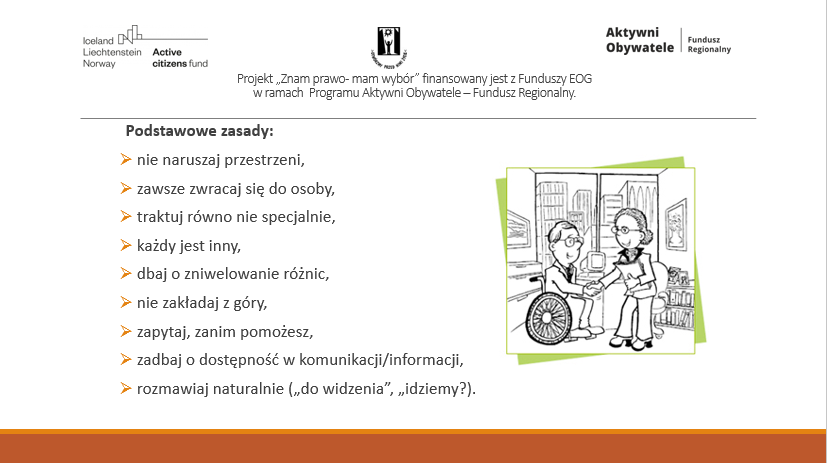 Iceland
Liechtenstein Active
Norway citizens fund
Aktywni
Obywatele
Fundusz
Regionalny
Projekt „Znam prawo- mam wybór” finansowany jest z Funduszy EOG
w ramach Programu Aktywni Obywatele – Fundusz Regionalny.
Podstawowe zasady:
nie naruszaj przestrzeni,
zawsze zwracaj się do osoby,
traktuj równo nie specjalnie,
każdy jest inny,
dbaj o zniwelowanie różnic,
nie zakładaj z góry,
zapytaj, zanim pomożesz,
zadbaj o dostępność w komunikacji/informacji,
rozmawiaj naturalnie („do widzenia”, „idziemy?).